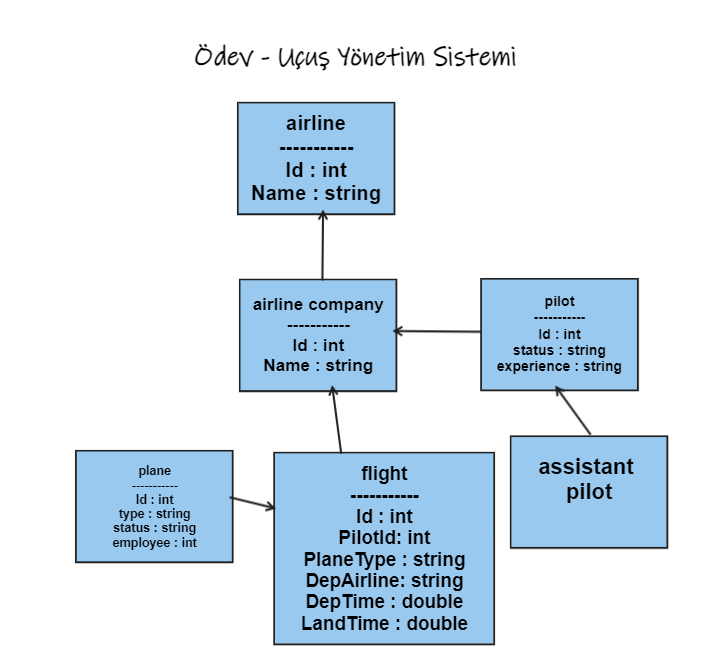 Ödev - Uçuş Yönetim Sistemi
airline
-----------
Id : int
Name : string
airline company
-----------
Id : int
Name : string
pilot
-----------
Id : int
status : string
experience : string
assistant
pilot
plane
-----------
Id : int
type : string
status : string
employee : int
flight
-----------
Id : int
PilotId: int
PlaneType : string
DepAirline: string
DepTime : double
LandTime : double